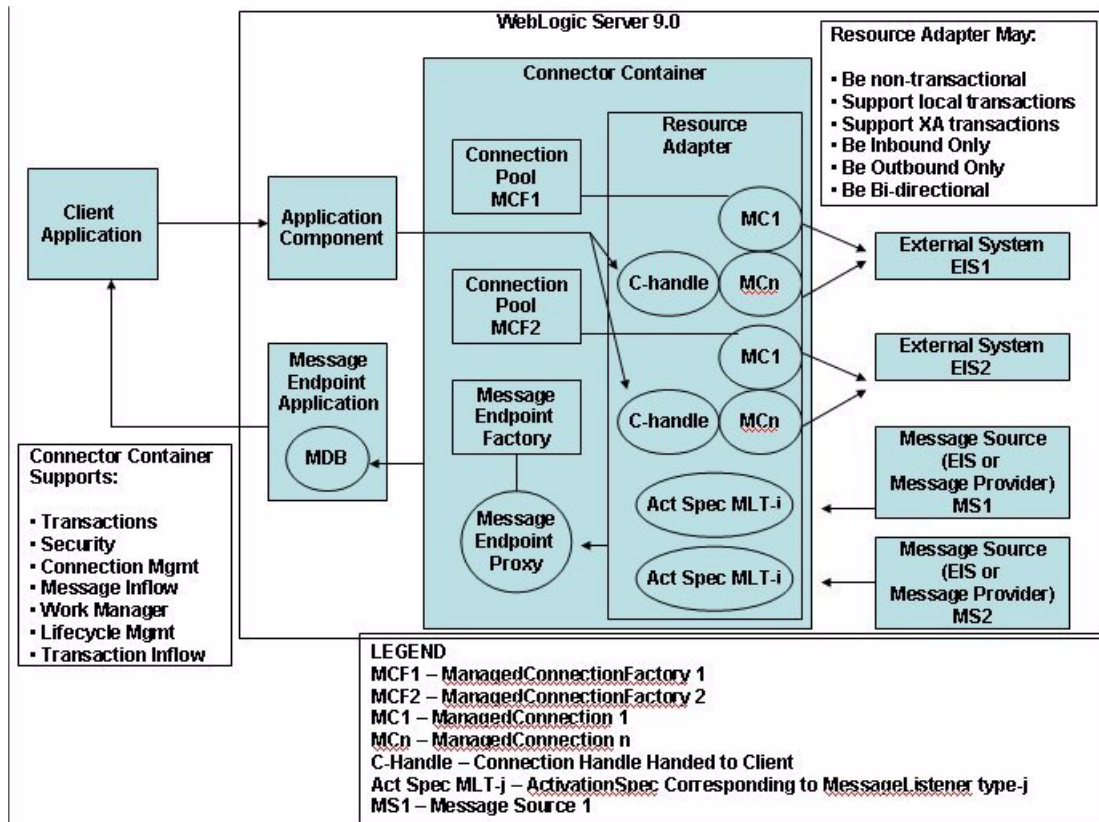 WebLogic Server 9.0
Resource Adapter May:
• Be non-transactional
• Support local transactions
• Support XA transactions
• Be Inbound Only
• Be Outbound Only
• Be Bi-directional
Connector Container
Resource
Adapter
Connection
Pool
MCF1
MC1
Client
Application
Application
Component
External System
EIS1
C-handle
MCn
Connection
Pool
MCF2
MC1
External System
EIS2
Message
Endpoint
Application
MDB
Message
Endpoint
Factory
C-handle
MCn
Message Source
(EIS or
Message Provider)
MS1
Act Spec MLT-i
Message
Endpoint
Proxy
Act Spec MLT-i
Message Source
(EIS or
Message Provider)
MS2
Connector Container
Supports:
• Transactions
• Security
• Connection Mgmt
• Message Inflow
• Work Manager
• Lifecycle Mgmt
• Transaction Inflow
LEGEND
MCF1 – ManagedConnectionFactory 1
MCF2 – ManagedConnectionFactory 2
MC1 – ManagedConnection 1
MCn – ManagedConnection n
C-Handle – Connection Handle Handed to Client
Act Spec MLT-j – ActivationSpec Corresponding to MessageListener type-j
MS1 – Message Source 1